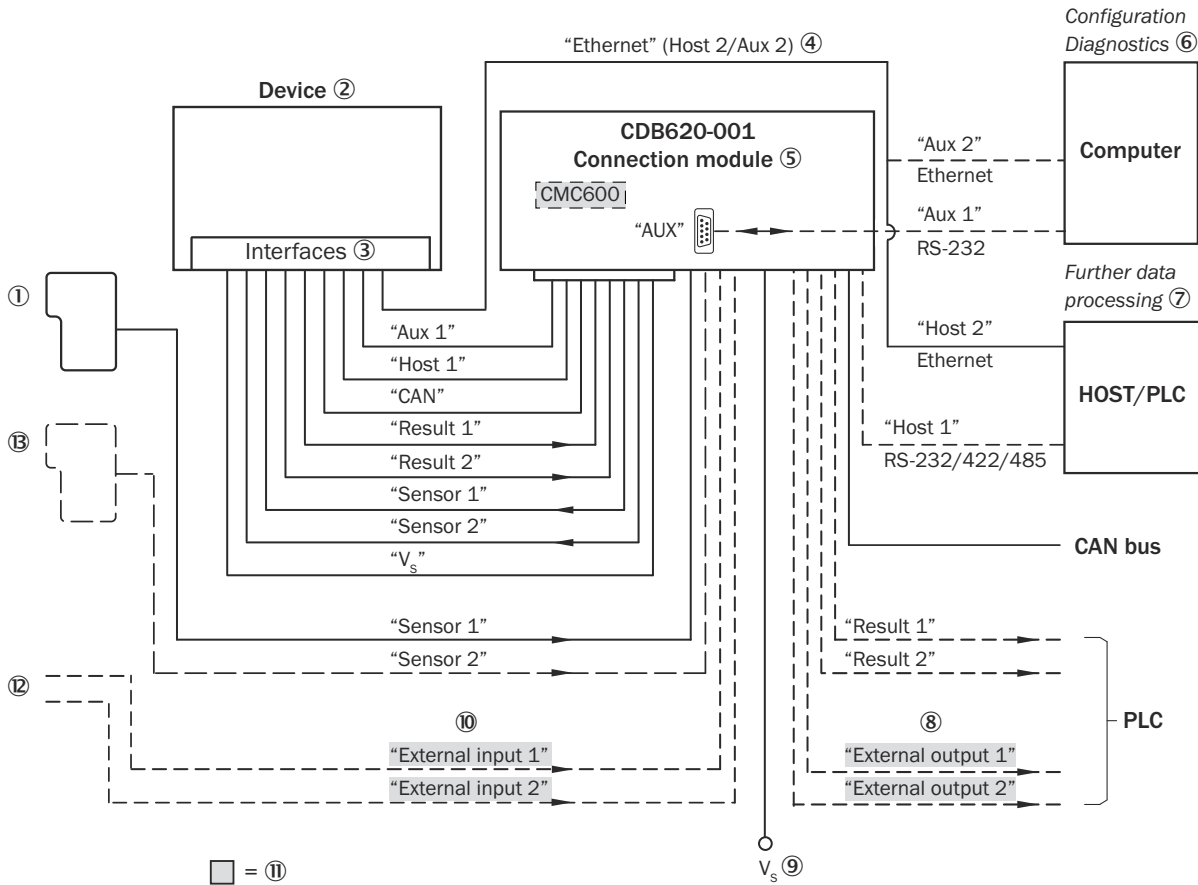 Configuration
Diagnostics ⑥
“Ethernet” (Host 2/Aux 2) ④
Device ②
CDB620-001
Connection module ⑤
CMC600
“AUX”
“Aux 2”
Ethernet
Computer
“Aux 1”
RS-232
Interfaces ③
①
Further data
processing ⑦
“Aux 1”
“Host 1”
“CAN”
“Result 1”
“Result 2”
“Sensor 1”
“Sensor 2”
“Vs”
“Host 2”
Ethernet
HOST/PLC
“Host 1”
RS-232/422/485
⑬
CAN bus
“Sensor 1”
“Sensor 2”
“Result 1”
“Result 2”
⑫
⑩
⑧
PLC
“External input 1”
“External input 2”
“External output 1”
“External output 2”
= ⑪
Vs ⑨